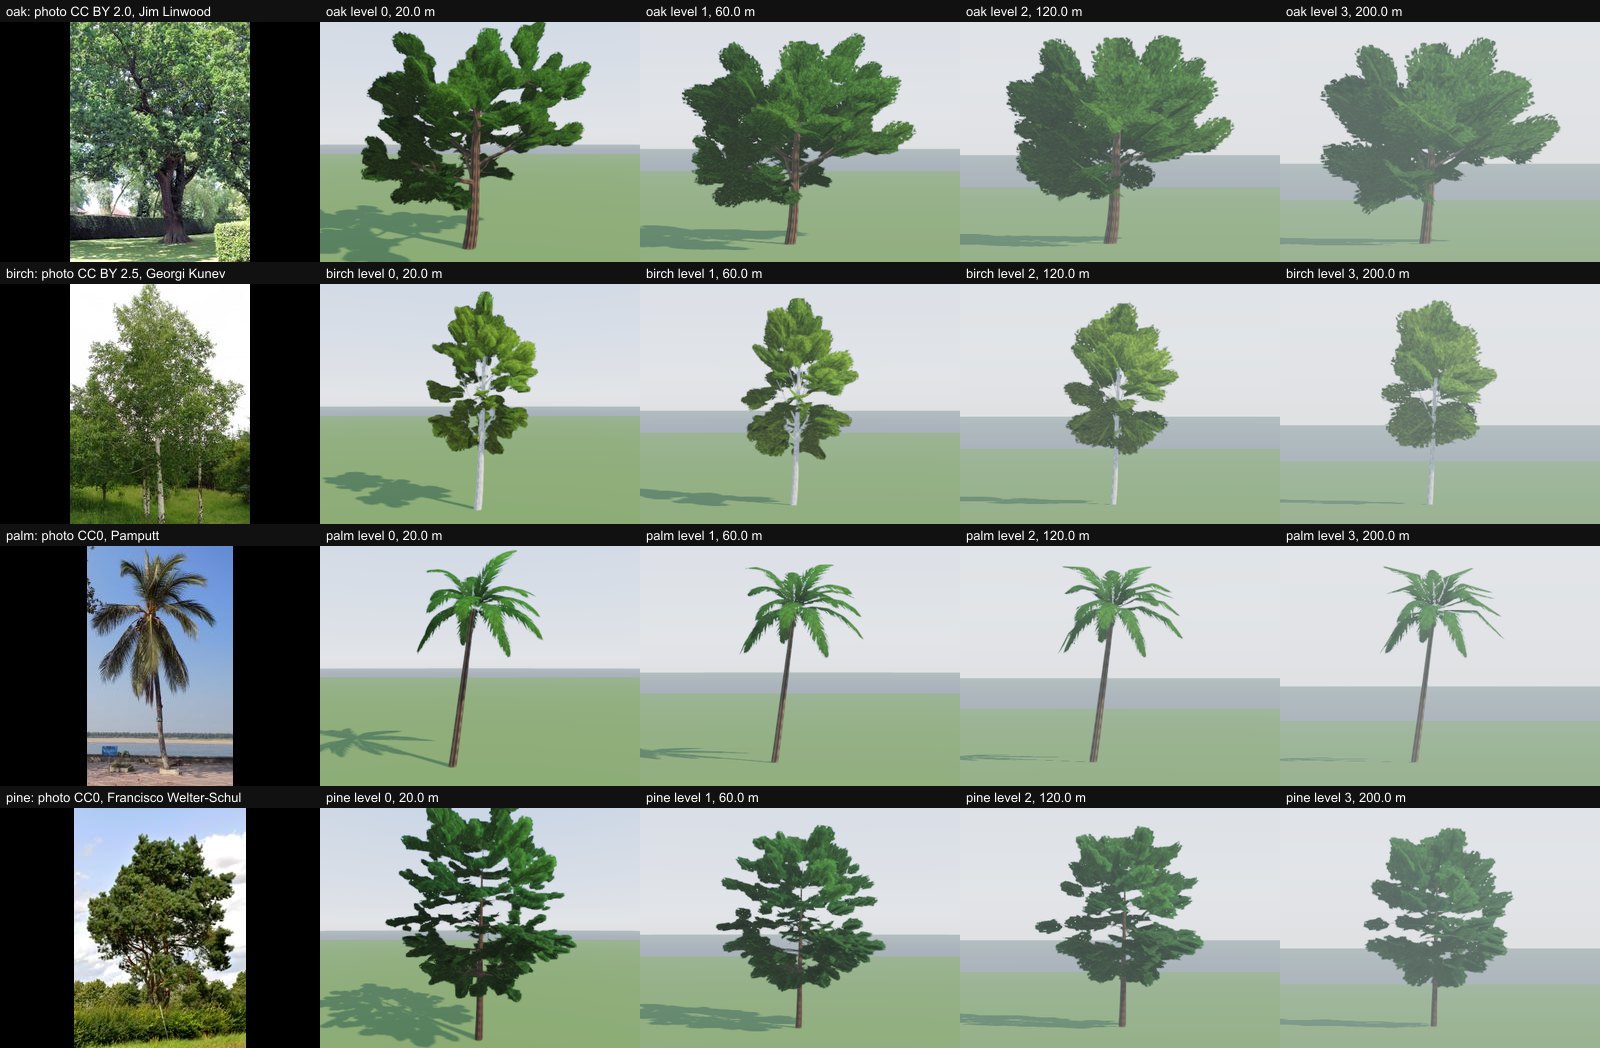 oak: photo CC BY 2.0, Jim Linwood
oak level 0, 20.0 m
oak level 1, 60.0 m
oak level 2, 120.0 m
oak level 3, 200.0 m
birch: photo CC BY 2.5, Georgi Kunev
birch level 0, 20.0 m
birch level 1, 60.0 m
birch level 2, 120.0 m
birch level 3, 200.0 m
palm: photo CC0, Pamputt
palm level 0, 20.0 m
palm level 1, 60.0 m
palm level 2, 120.0 m
palm level 3, 200.0 m
pine: photo CC0, Francisco Welter-Schul
pine level 0, 20.0 m
pine level 1, 60.0 m
pine level 2, 120.0 m
pine level 3, 200.0 m